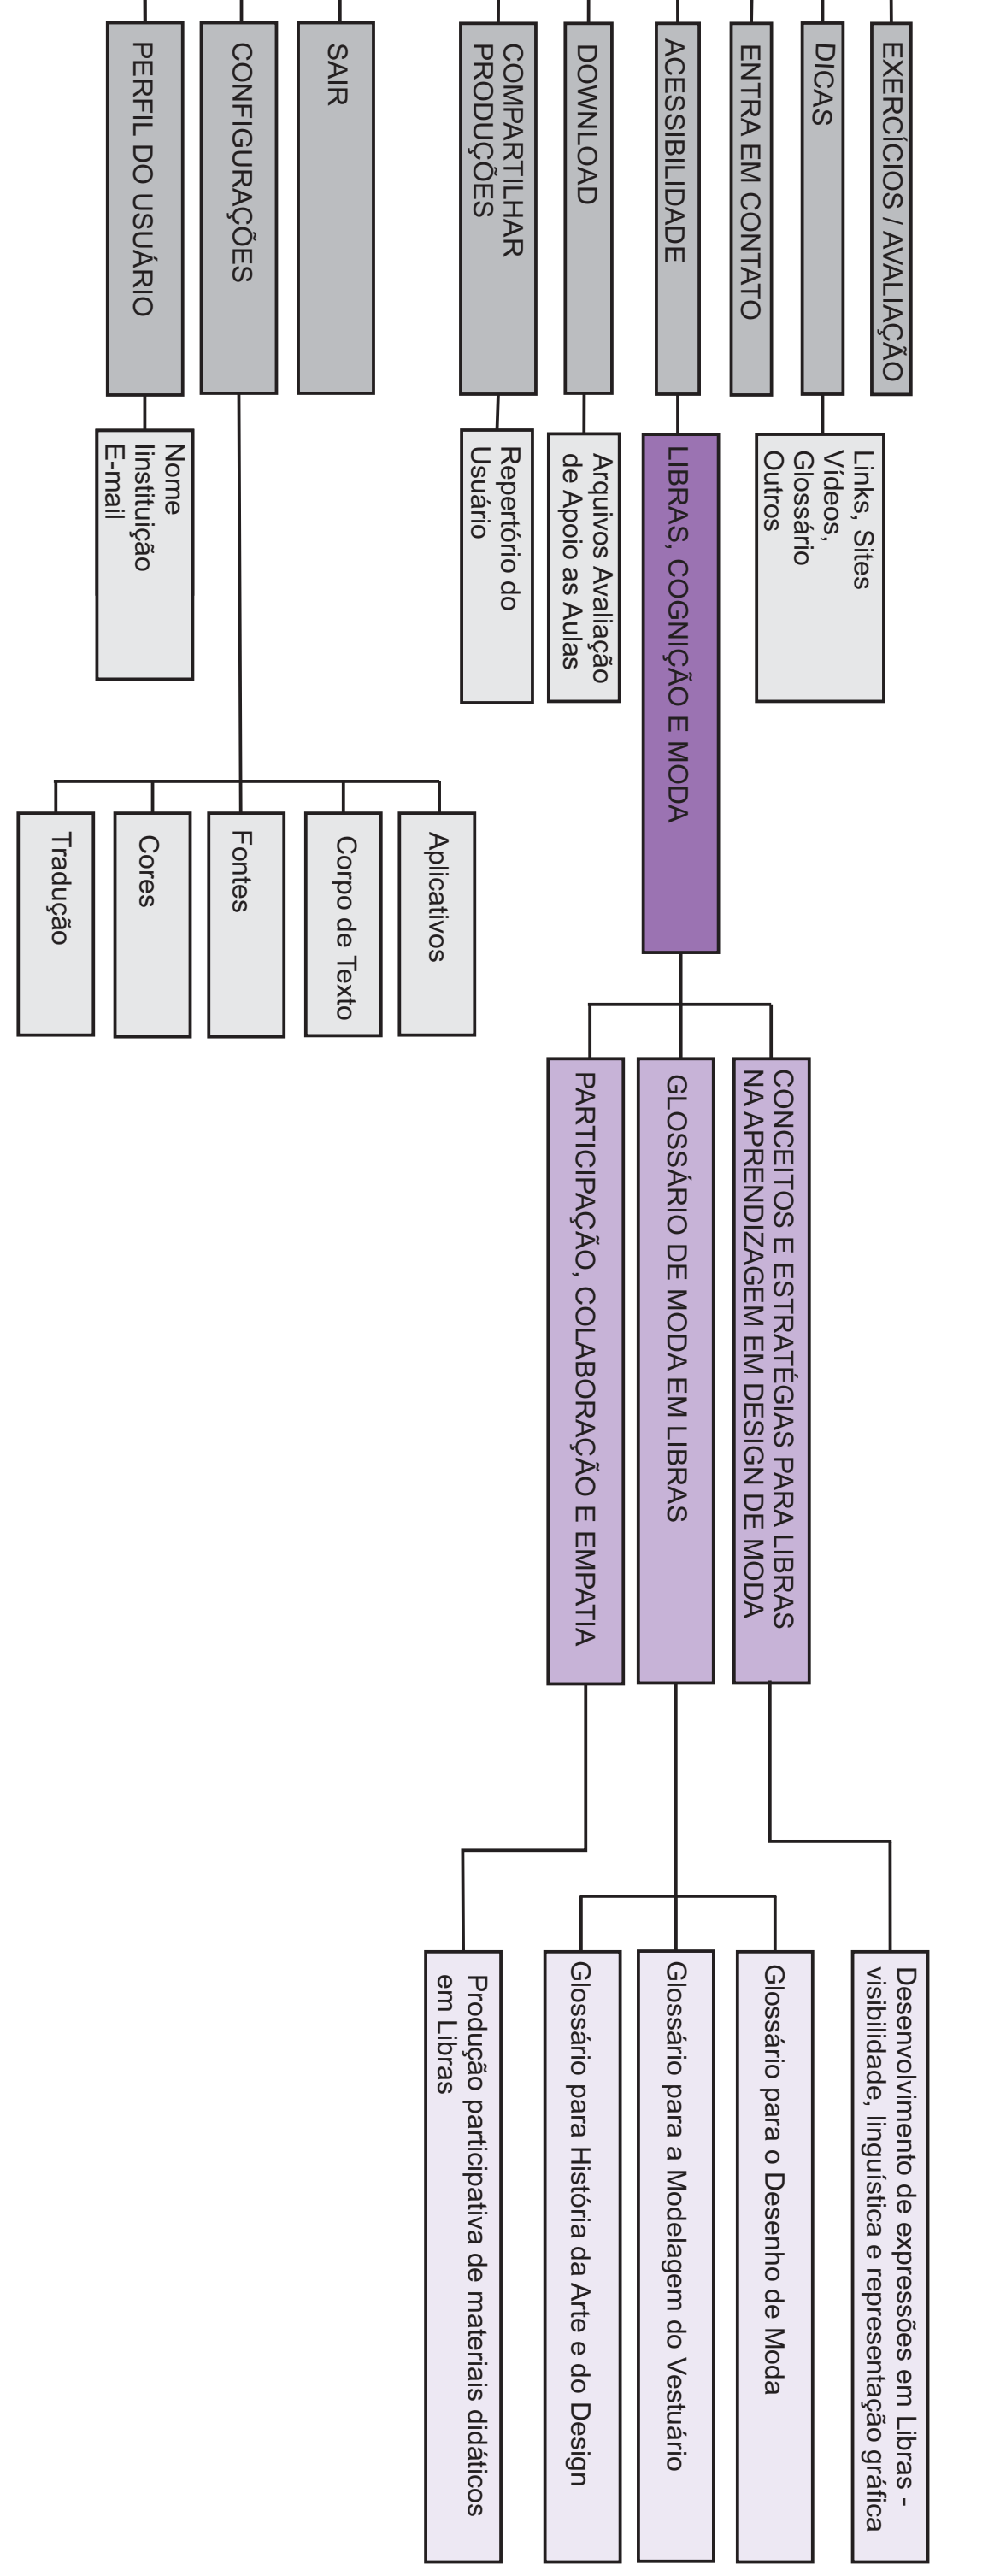 EXERCÍCIOS / AVALIAÇÃO
DICAS
Links, Sites
Vídeos,
Glossário
Outros
ENTRA EM CONTATO
ACESSIBILIDADE
LIBRAS, COGNIÇÃO E MODA
CONCEITOS E ESTRATÉGIAS PARA LIBRAS
NA APRENDIZAGEM EM DESIGN DE MODA
Desenvolvimento de expressões em Libras -
visibilidade, linguística e representação gráfica
GLOSSÁRIO DE MODA EM LIBRAS
Glossário para o Desenho de Moda
Glossário para a Modelagem do Vestuário
Glossário para História da Arte e do Design
PARTICIPAÇÃO, COLABORAÇÃO E EMPATIA
Produção participativa de materiais didáticos
em Libras
DOWNLOAD
Arquivos Avaliação
de Apoio as Aulas
COMPARTILHAR
PRODUÇÕES
Repertório do
Usuário
SAIR
CONFIGURAÇÕES
Aplicativos
Corpo de Texto
Fontes
Cores
Tradução
PERFIL DO USUÁRIO
Nome
Iinstituição
E-mail